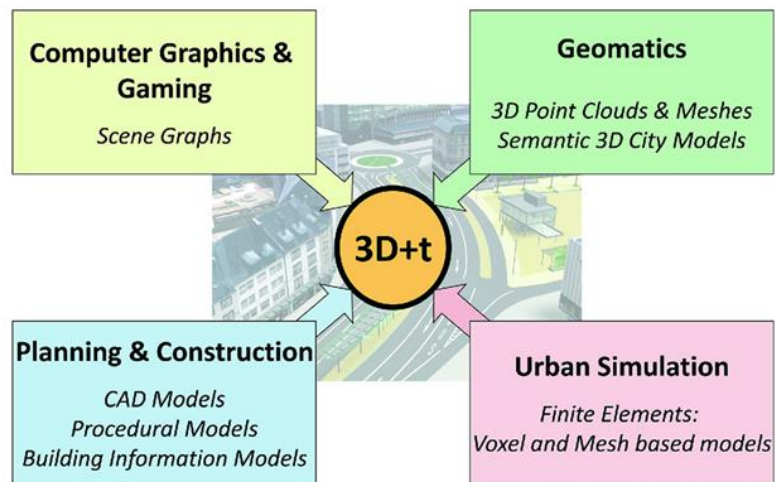 Computer Graphics &
Gaming
Scene Graphs
Geomatics
3D Point Clouds & Meshes
Semantic 3D City Models
3D+t
Planning & Construction
CAD Models
Procedural Models
Building Information Models
Urban Simulation
Finite Elements:
Voxel and Mesh based models